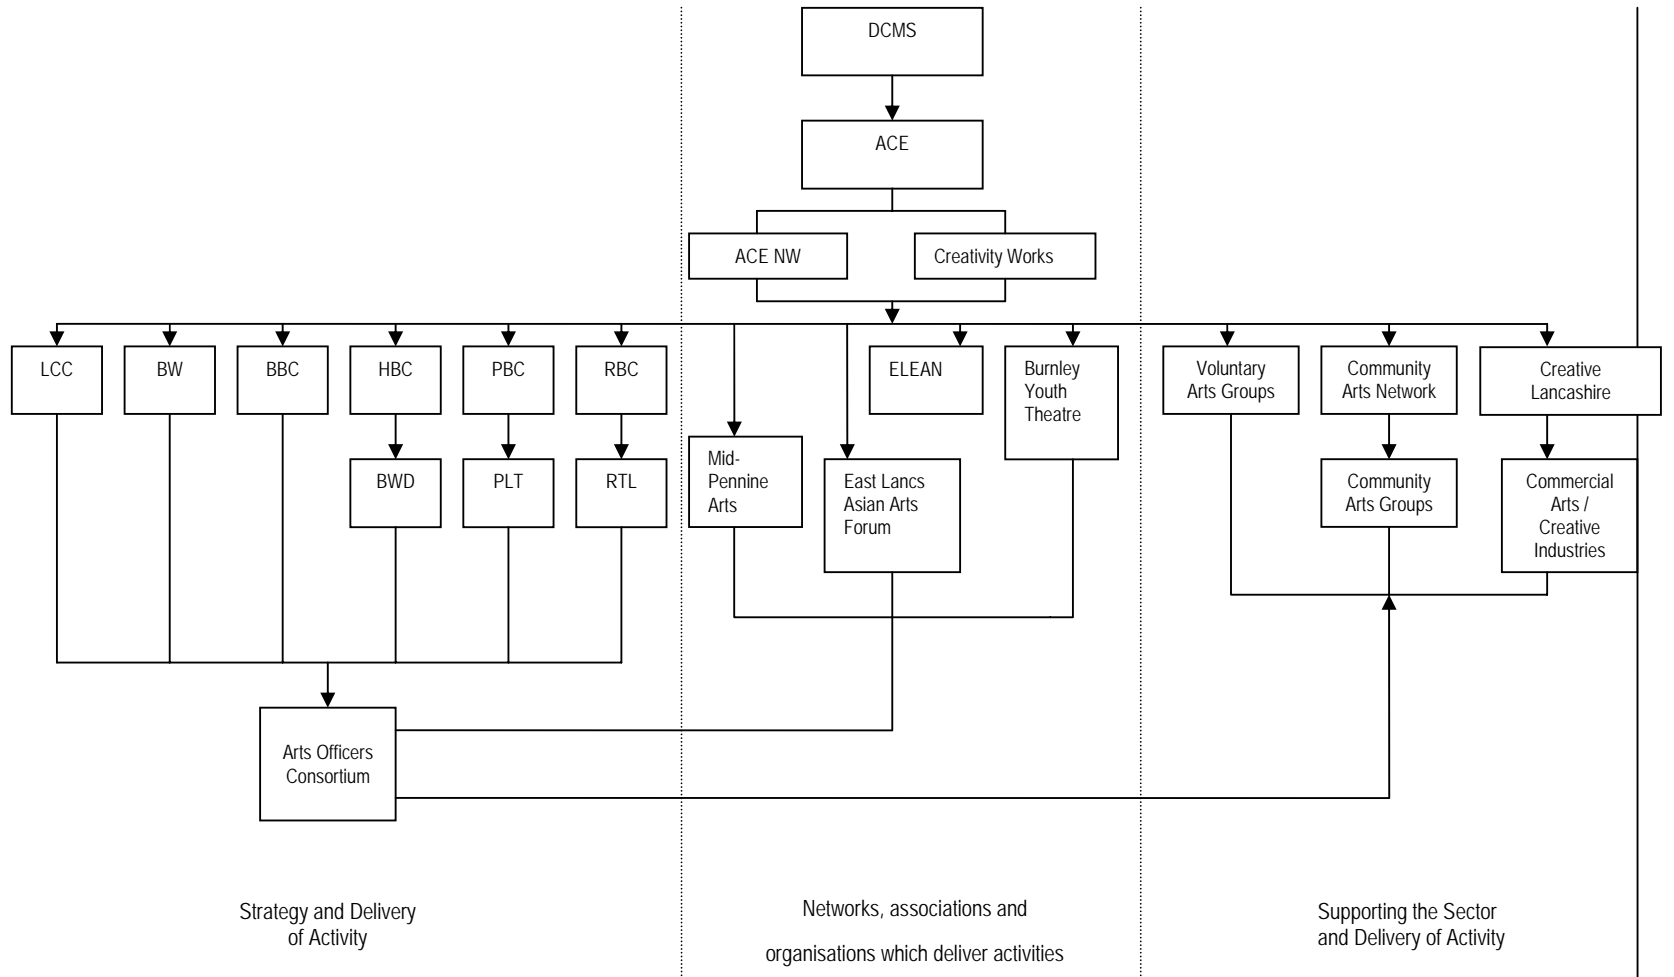 DCMS
ACE
ACE NW
Creativity Works
LCC
BW
BBC
HBC
PBC
RBC
ELEAN
Burnley
Youth
Theatre
Voluntary
Arts Groups
Community
Arts Network
Creative
Lancashire
Mid-
Pennine
Arts
BWD
PLT
RTL
East Lancs
Asian Arts
Forum
Community
Arts Groups
Commercial
Arts /
Creative
Industries
Arts Officers
Consortium
Strategy and Delivery
of Activity
Networks, associations and
organisations which deliver activities
Supporting the Sector
and Delivery of Activity